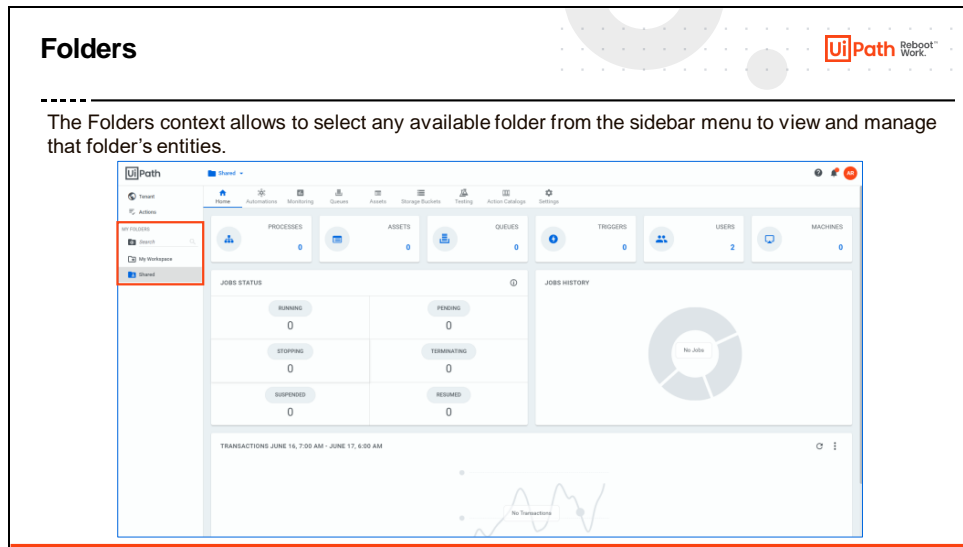 Folders
UiPath Reboot™ Work.
The Folders context allows to select any available folder from the sidebar menu to view and manage
that folder's entities.
UiPath
Shared
AR
Tenant
Actions
Home Automations Monitoring Queues Assets Storage Buckets Testing Action Catalogs Settings
MY FOLDERS
Search
My Workspace
Shared
PROCESSES
0
ASSETS
0
QUEUES
0
TRIGGERS
0
USERS
2
MACHINES
0
JOBS STATUS
RUNNING
0
PENDING
0
STOPPING
0
TERMINATING
0
SUSPENDED
0
RESUMED
0
JOBS HISTORY
No Jobs
TRANSACTIONS JUNE 16, 7:00 AM - JUNE 17, 6:00 AM
No Transactions